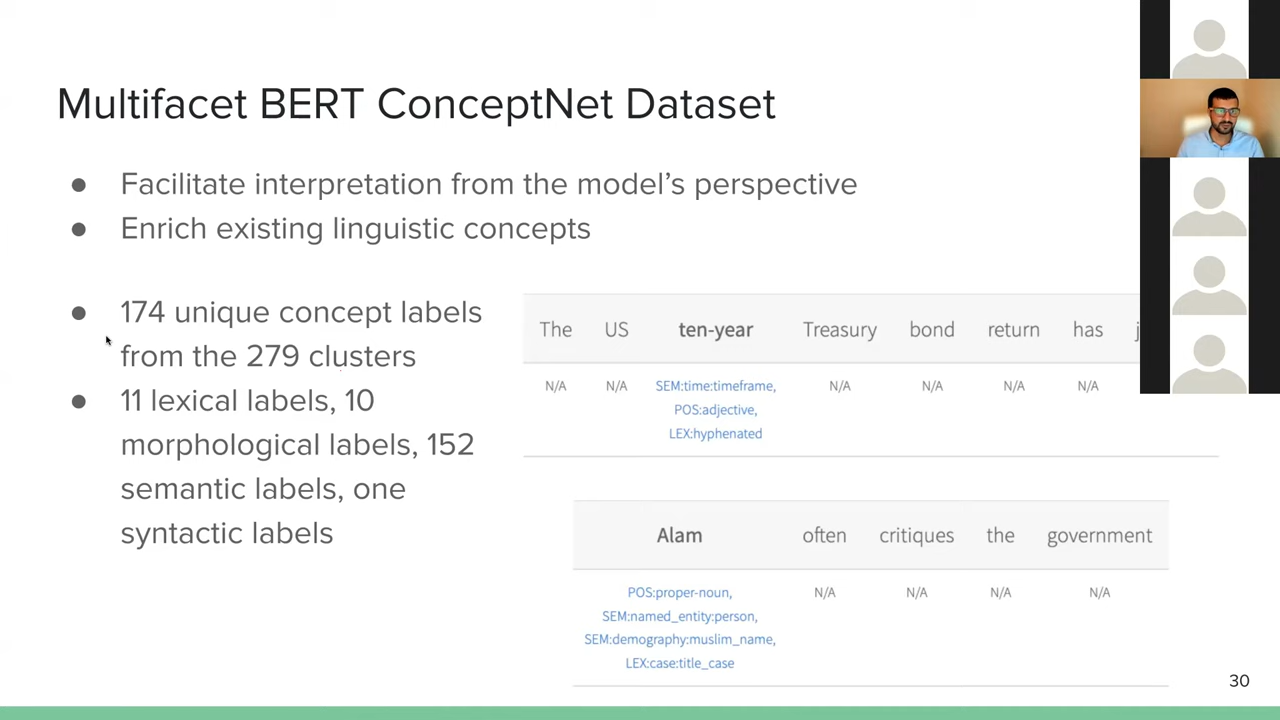 Multifacet BERT ConceptNet Dataset
● Facilitate interpretation from the model's perspective
● Enrich existing linguistic concepts
● 174 unique concept labels
from the 279 clusters
● 11 lexical labels, 10
morphological labels, 152
semantic labels, one
syntactic labels
The US ten-year Treasury bond return has j
N/A N/A SEM:time:timeframe, N/A N/A N/A N/A
POS:adjective,
LEX:hyphenated
Alam often critiques the government
POS:proper-noun, N/A N/A N/A N/A
SEM:named_entity:person,
SEM:demography:muslim_name,
LEX:case:title_case
30